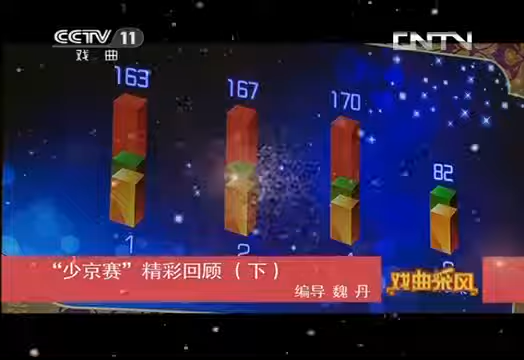 CCTV 11
戏曲
CNTV
163
167
170
82
1
2
“少京赛”精彩回顾（下）
编导 魏 丹
戏曲采风